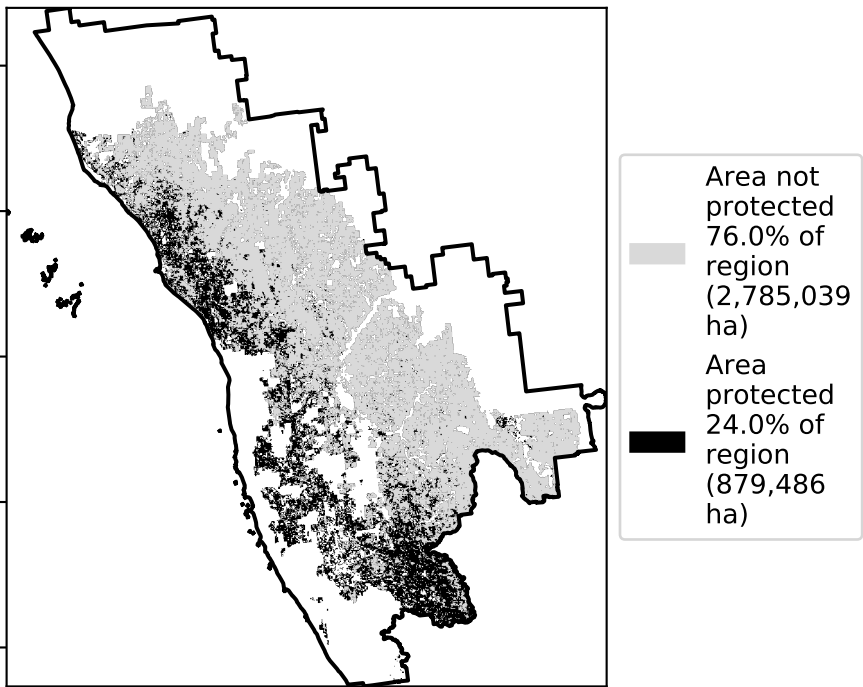 Area not
protected
76.0% of
region
(2,785,039
ha)
Area
protected
24.0% of
region
(879,486
ha)